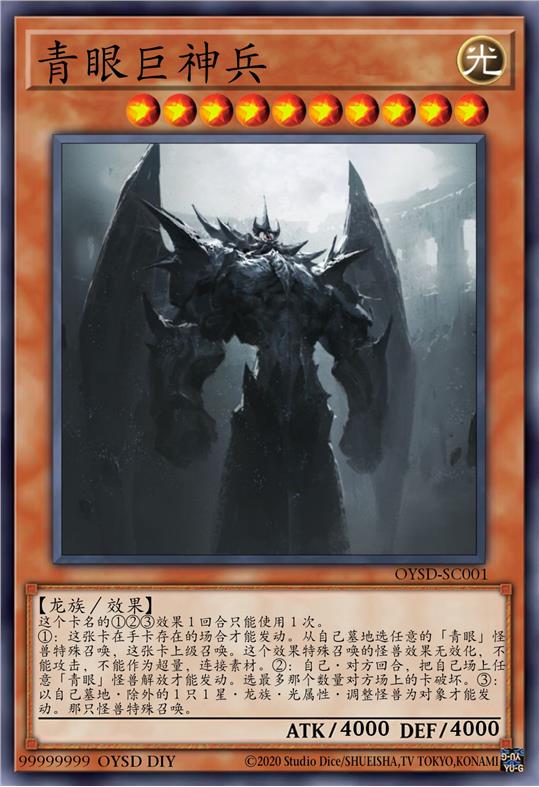 青眼巨神兵
光
OYSD-SC001
【龙族／效果】
这个卡名的①②③效果1回合只能使用1次。
①：这张卡在手卡存在的场合才能发动。从自己墓地选任意的「青眼」怪
兽特殊召唤，这张卡上级召唤。这个效果特殊召唤的怪兽效果无效化，不
能攻击，不能作为超量，连接素材。②：自己·对方回合，把自己场上任
意「青眼」怪兽解放才能发动。选最多那个数量对方场上的卡破坏。③：
以自己墓地·除外的1只1星·龙族·光属性·调整怪兽为对象才能发
动。那只怪兽特殊召唤。
ATK/4000 DEF/4000
99999999 OYSD DIY ©2020 Studio Dice/SHUEISHA,TV TOKYO,KONAMI